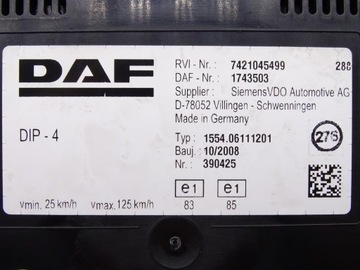 DAF
RVI - Nr. : 7421045499 288
DAF - Nr. : 1743503
Supplier : SiemensVDO Automotive AG
D-78052 Villingen - Schwenningen
Made in Germany
DIP - 4
Typ : 1554.06111201
Bauj. : 10/2008
Nr. : 390425
276
e1 e1
83 85
vmin. 25 km/h vmax. 125 km/h